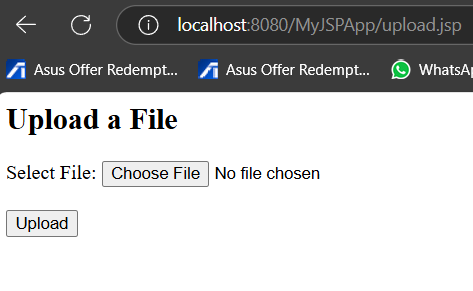 localhost:8080/MyJSPApp/upload.jsp
Asus Offer Redempt... Asus Offer Redempt... WhatsAp
Upload a File
Select File: Choose File No file chosen
Upload